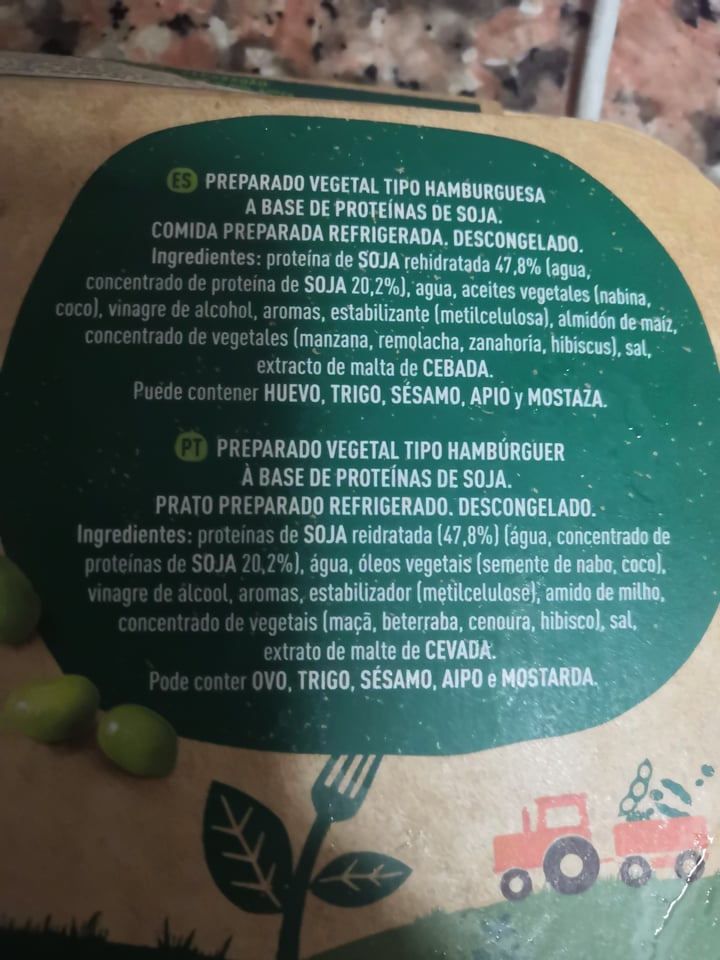 ES PREPARADO VEGETAL TIPO HAMBURGUESA
A BASE DE PROTEÍNAS DE SOJA.
COMIDA PREPARADA REFRIGERADA. DESCONGELADO.
Ingredientes: proteína de SOJA rehidratada 47,8% (agua,
concentrado de proteína de SOJA 20,2%), agua, aceites vegetales (nabina,
coco), vinagre de alcohol, aromas, estabilizante (metilcelulosa), almidón de maíz,
concentrado de vegetales (manzana, remolacha, zanahoria, hibiscus), sal,
extracto de malta de CEBADA.
Puede contener HUEVO, TRIGO, SÉSAMO, APIO y MOSTAZA.
PT PREPARADO VEGETAL TIPO HAMBÚRGUER
À BASE DE PROTEÍNAS DE SOJA.
PRATO PREPARADO REFRIGERADO. DESCONGELADO.
Ingredientes: proteínas de SOJA reidratada (47,8%) (água, concentrado de
proteínas de SOJA 20,2%), água, óleos vegetais (semente de nabo, coco),
vinagre de álcool, aromas, estabilizador (metilcelulose), amido de milho,
concentrado de vegetais (maçã, beterraba, cenoura, hibisco), sal,
extrato de malte de CEVADA.
Pode conter OVO, TRIGO, SÉSAMO, AIPO e MOSTARDA.